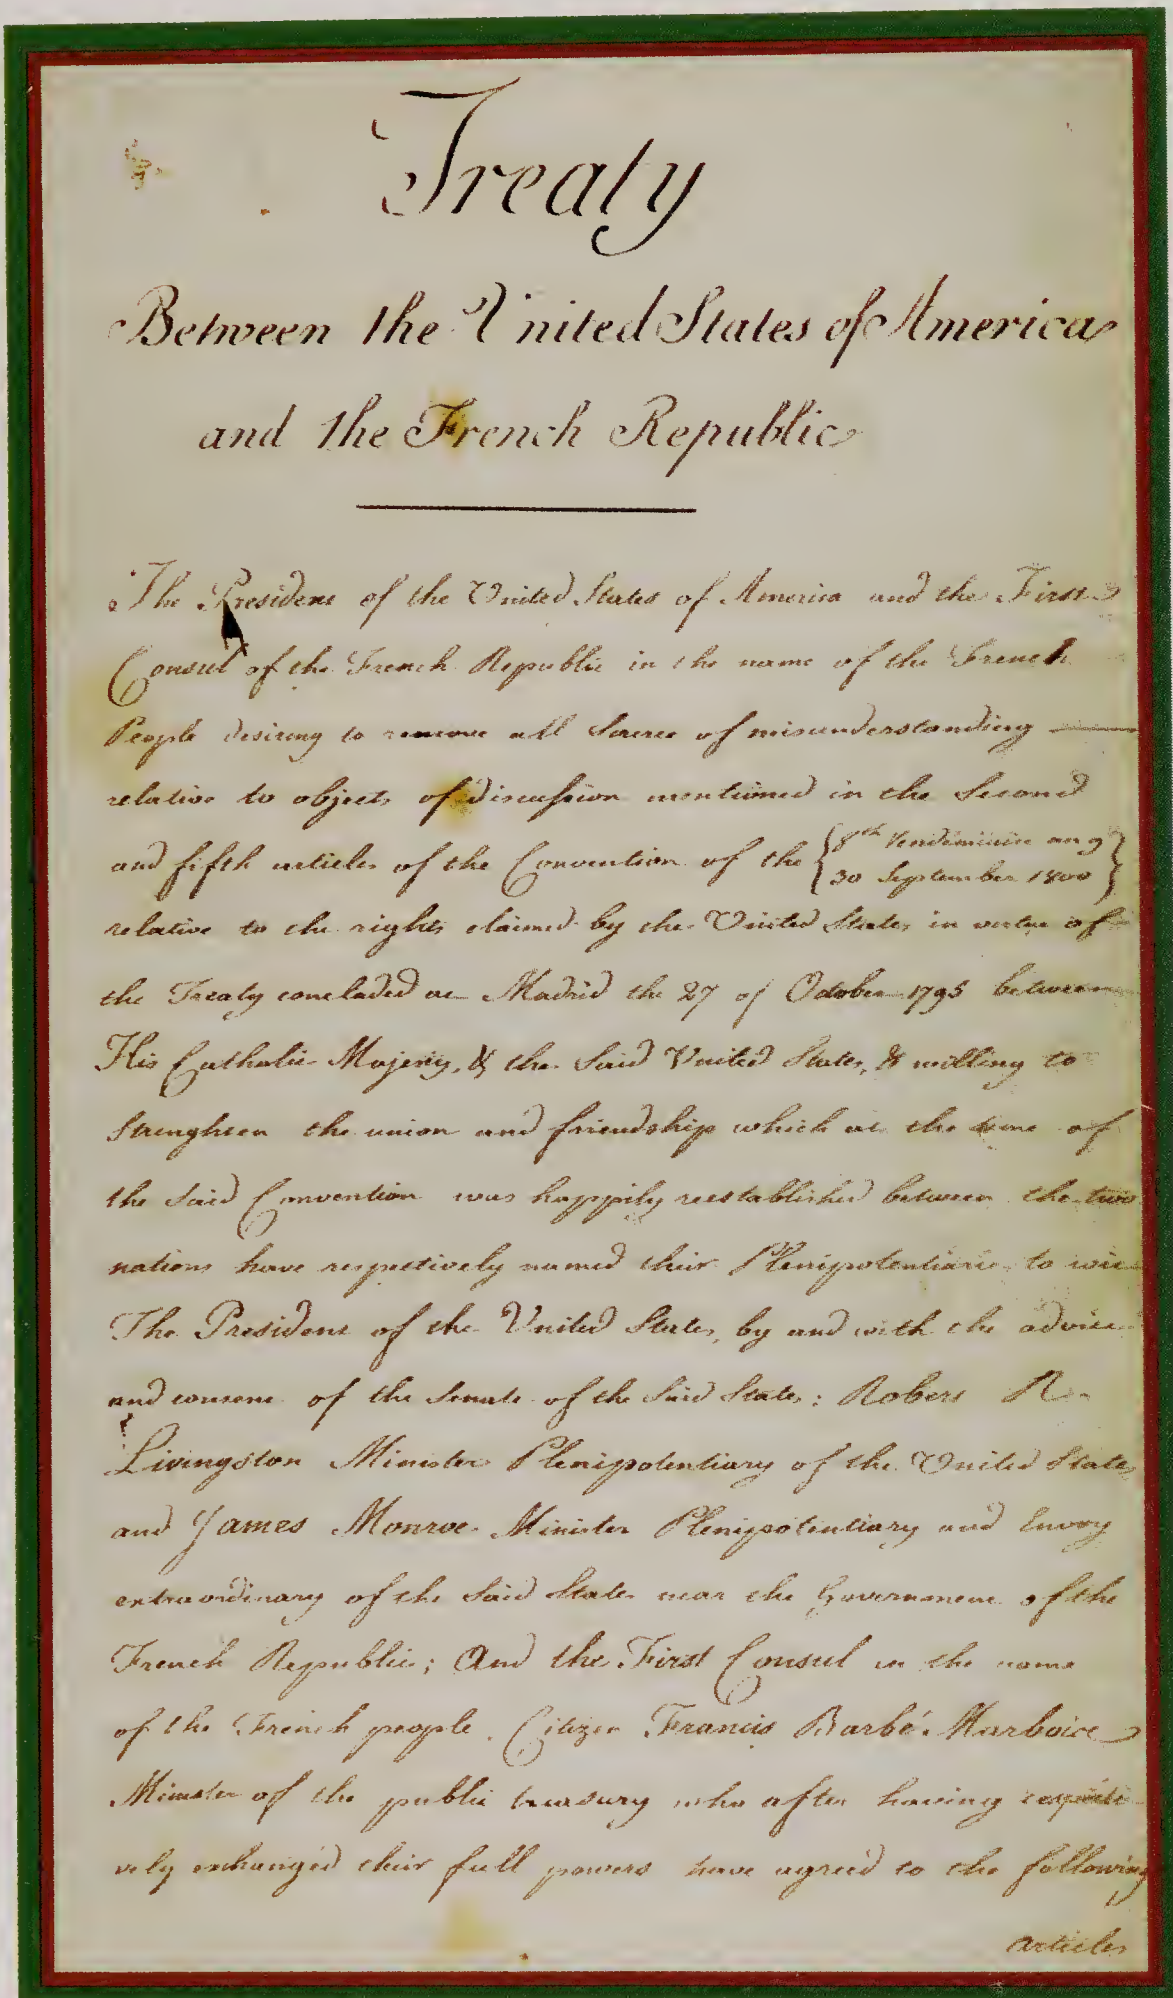 Treaty
Between the United States of America
and the French Republic
The President of the United States of America and the First
Consul of the French Republic in the name of the French
People desiring to remove all Source of misunderstanding
relative to objects of discussion mentioned in the Second
and fifth articles of the Convention of the {8th Vendémiaire an 9
30 September 1800}
relative to the rights claimed by the United States in virtue of
the Treaty concluded at Madrid the 27 of October 1795 between
His Catholic Majesty, & the Said United States, & willing to
Strenghten the union and friendship which at the time of
the Said Convention was happily reestablished between the two
nations have respectively named their Plenipotentiaries to wit
The President of the United States, by and with the advice
and consent of the Senate of the Said States; Robert R.
Livingston Minister Plenipotentiary of the United States
and James Monroe Minister Plenipotentiary and Envoy
extraordinary of the Said States near the Government of the
French Republic; And the First Consul in the name
of the French people, Citizen Francis Barbé Marbois
Minister of the public treasury who after having respecti
vely exchanged their full powers have agreed to the following
articles